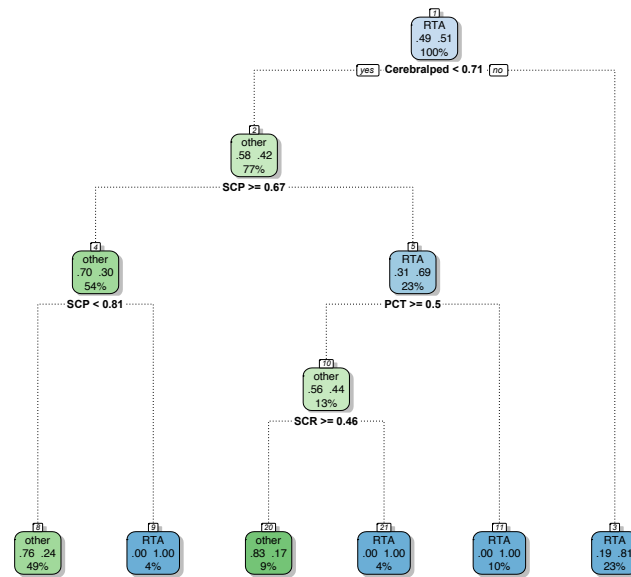 1
RTA
.49 .51
100%
yes Cerebralped < 0.71 no
2
other
.58 .42
77%
SCP >= 0.67
4
other
.70 .30
54%
SCP < 0.81
5
RTA
.31 .69
23%
PCT >= 0.5
10
other
.56 .44
13%
SCR >= 0.46
8
other
.76 .24
49%
9
RTA
.00 1.00
4%
20
other
.83 .17
9%
21
RTA
.00 1.00
4%
11
RTA
.00 1.00
10%
3
RTA
.19 .81
23%